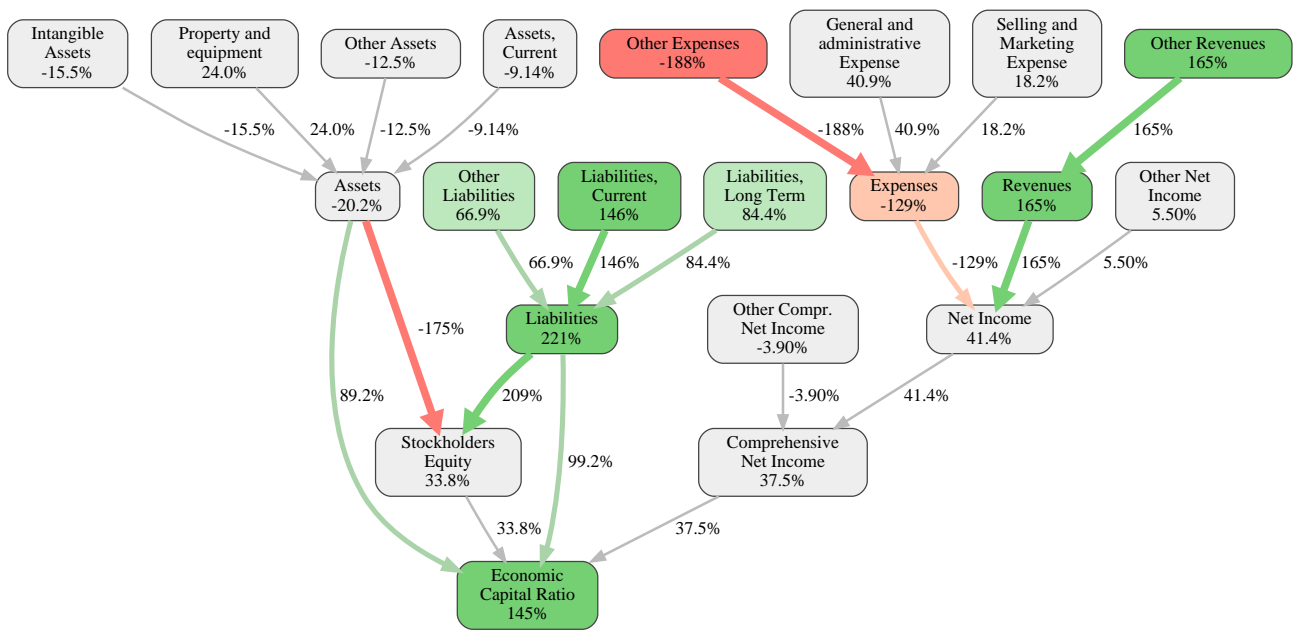 Intangible
Assets
-15.5%
Property and
equipment
24.0%
Other Assets
-12.5%
Assets,
Current
-9.14%
Other Expenses
-188%
General and
administrative
Expense
40.9%
Selling and
Marketing
Expense
18.2%
Other Revenues
165%
-15.5%
24.0%
-12.5%
-9.14%
-188%
40.9%
18.2%
165%
Assets
-20.2%
Other
Liabilities
66.9%
Liabilities,
Current
146%
Liabilities,
Long Term
84.4%
Expenses
-129%
Revenues
165%
Other Net
Income
5.50%
66.9%
146%
84.4%
-129%
165%
5.50%
-175%
Liabilities
221%
Other Compr.
Net Income
-3.90%
Net Income
41.4%
89.2%
209%
-3.90%
41.4%
Stockholders
Equity
33.8%
99.2%
Comprehensive
Net Income
37.5%
33.8%
37.5%
Economic
Capital Ratio
145%